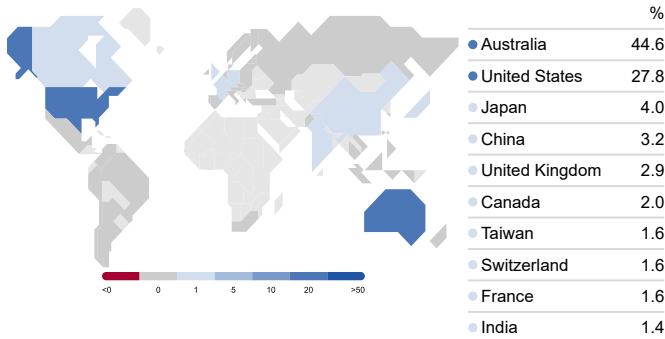 %
Australia 44.6
United States 27.8
Japan 4.0
China 3.2
United Kingdom 2.9
Canada 2.0
Taiwan 1.6
Switzerland 1.6
France 1.6
India 1.4
<0 0 1 5 10 20 >50